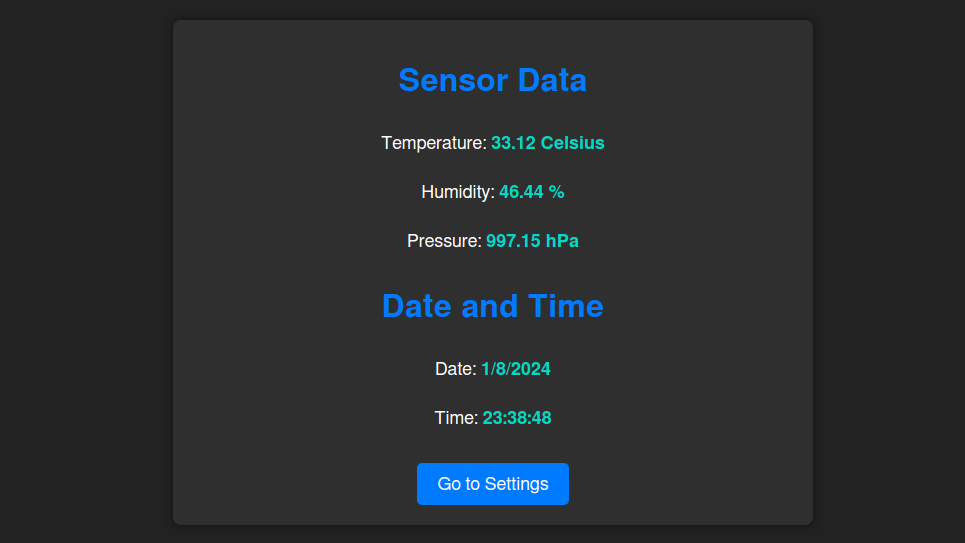 Sensor Data
Temperature: 33.12 Celsius
Humidity: 46.44 %
Pressure: 997.15 hPa
Date and Time
Date: 1/8/2024
Time: 23:38:48
Go to Settings